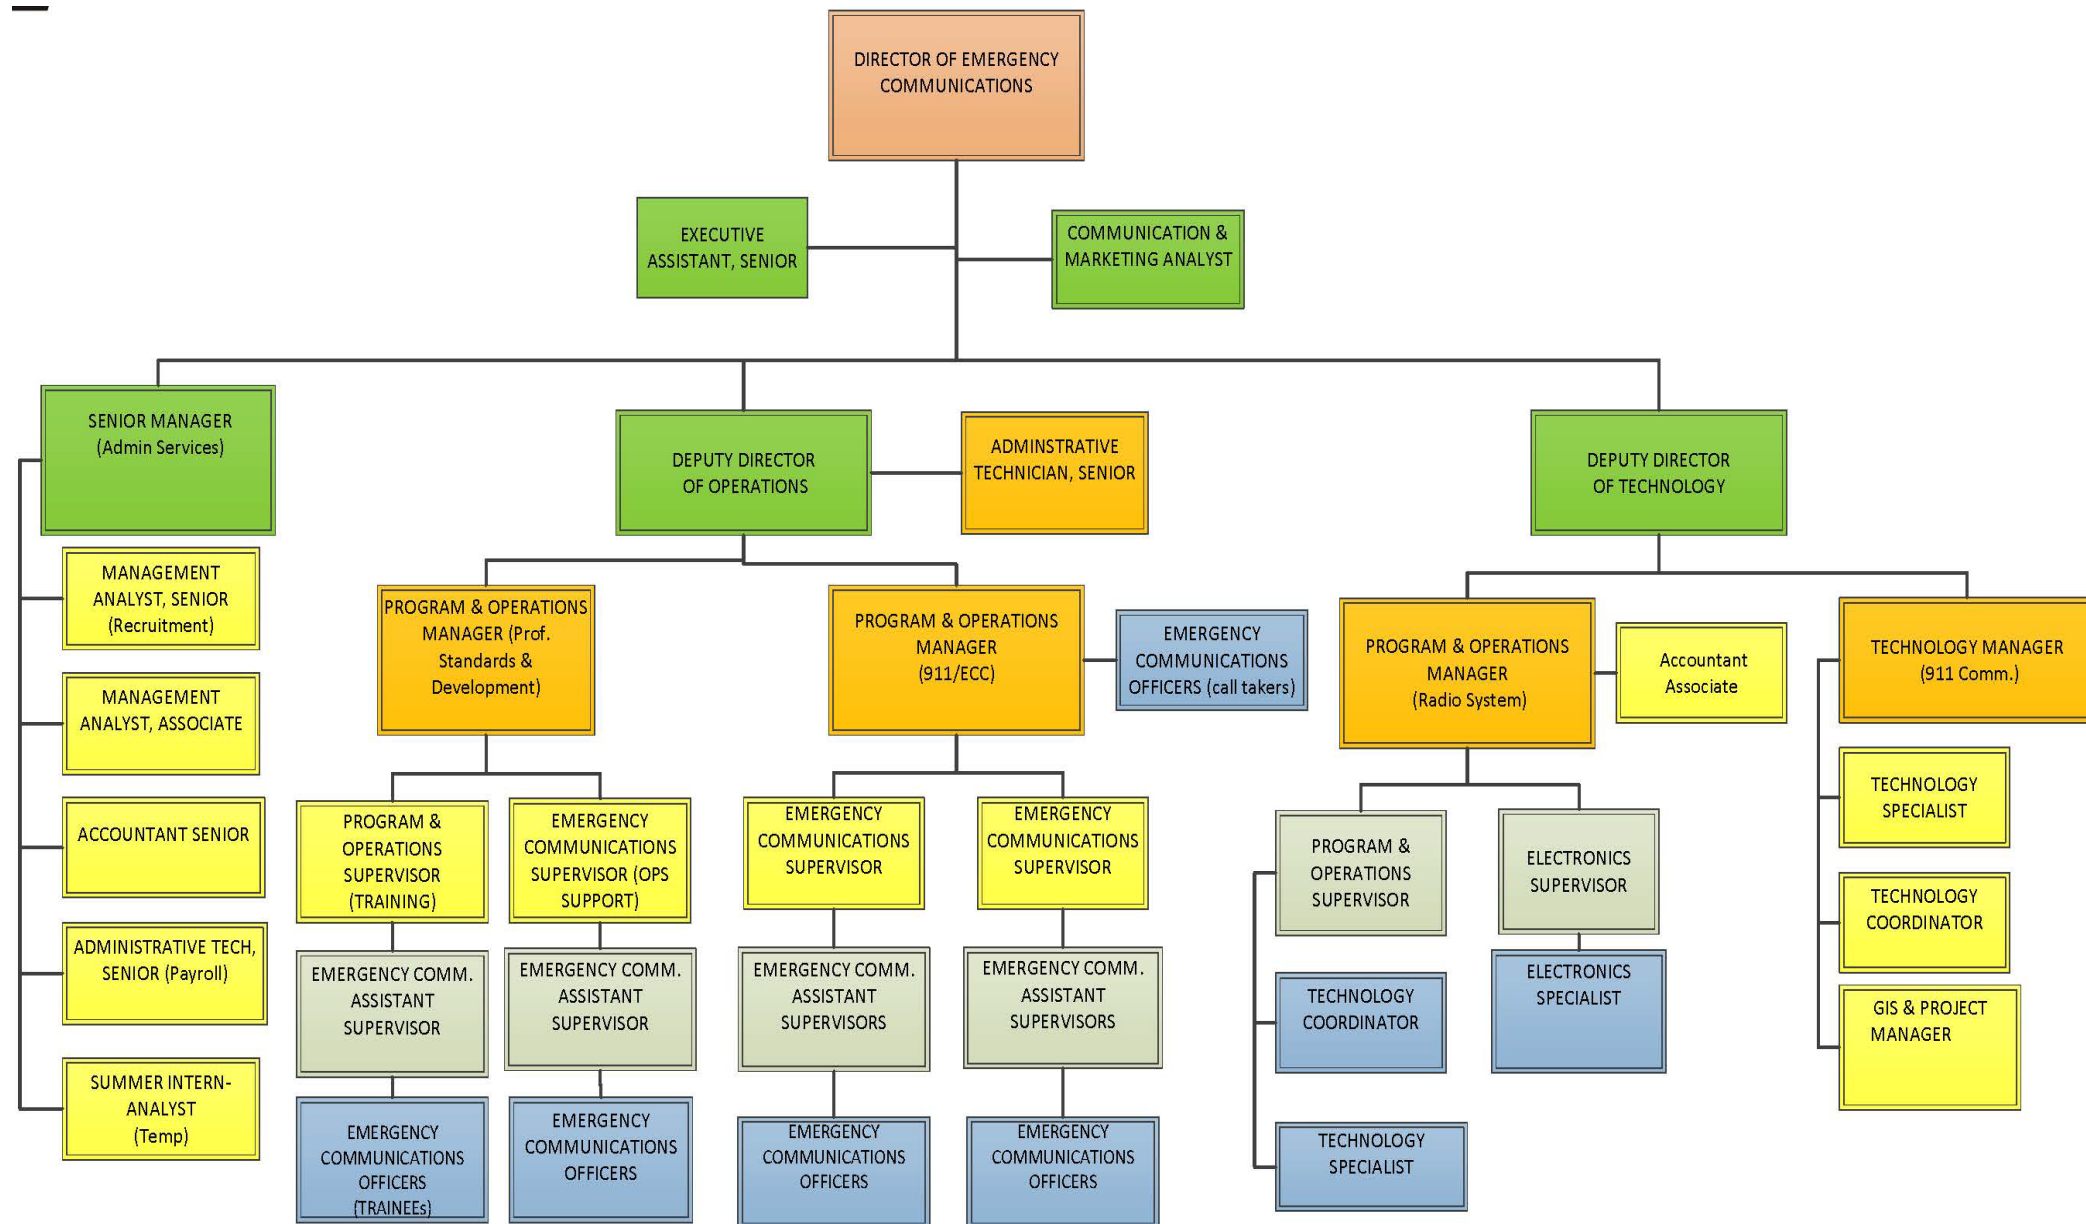 DIRECTOR OF EMERGENCY
COMMUNICATIONS
EXECUTIVE
ASSISTANT, SENIOR
COMMUNICATION &
MARKETING ANALYST
SENIOR MANAGER
(Admin Services)
DEPUTY DIRECTOR
OF OPERATIONS
ADMINSTRATIVE
TECHNICIAN, SENIOR
DEPUTY DIRECTOR
OF TECHNOLOGY
MANAGEMENT
ANALYST, SENIOR
(Recruitment)
MANAGEMENT
ANALYST, ASSOCIATE
ACCOUNTANT SENIOR
ADMINISTRATIVE TECH,
SENIOR (Payroll)
SUMMER INTERN-
ANALYST
(Temp)
PROGRAM & OPERATIONS
MANAGER (Prof.
Standards &
Development)
PROGRAM & OPERATIONS
MANAGER
(911/ECC)
EMERGENCY
COMMUNICATIONS
OFFICERS (call takers)
PROGRAM & OPERATIONS
MANAGER
(Radio System)
Accountant
Associate
TECHNOLOGY MANAGER
(911 Comm.)
PROGRAM &
OPERATIONS
SUPERVISOR
(TRAINING)
EMERGENCY
COMMUNICATIONS
SUPERVISOR (OPS
SUPPORT)
EMERGENCY
COMMUNICATIONS
SUPERVISOR
EMERGENCY
COMMUNICATIONS
SUPERVISOR
PROGRAM &
OPERATIONS
SUPERVISOR
ELECTRONICS
SUPERVISOR
TECHNOLOGY
SPECIALIST
TECHNOLOGY
COORDINATOR
GIS & PROJECT
MANAGER
EMERGENCY COMM.
ASSISTANT
SUPERVISOR
EMERGENCY COMM.
ASSISTANT
SUPERVISOR
EMERGENCY COMM.
ASSISTANT
SUPERVISORS
EMERGENCY COMM.
ASSISTANT
SUPERVISORS
TECHNOLOGY
COORDINATOR
ELECTRONICS
SPECIALIST
EMERGENCY
COMMUNICATIONS
OFFICERS
(TRAINEEs)
EMERGENCY
COMMUNICATIONS
OFFICERS
EMERGENCY
COMMUNICATIONS
OFFICERS
EMERGENCY
COMMUNICATIONS
OFFICERS
TECHNOLOGY
SPECIALIST